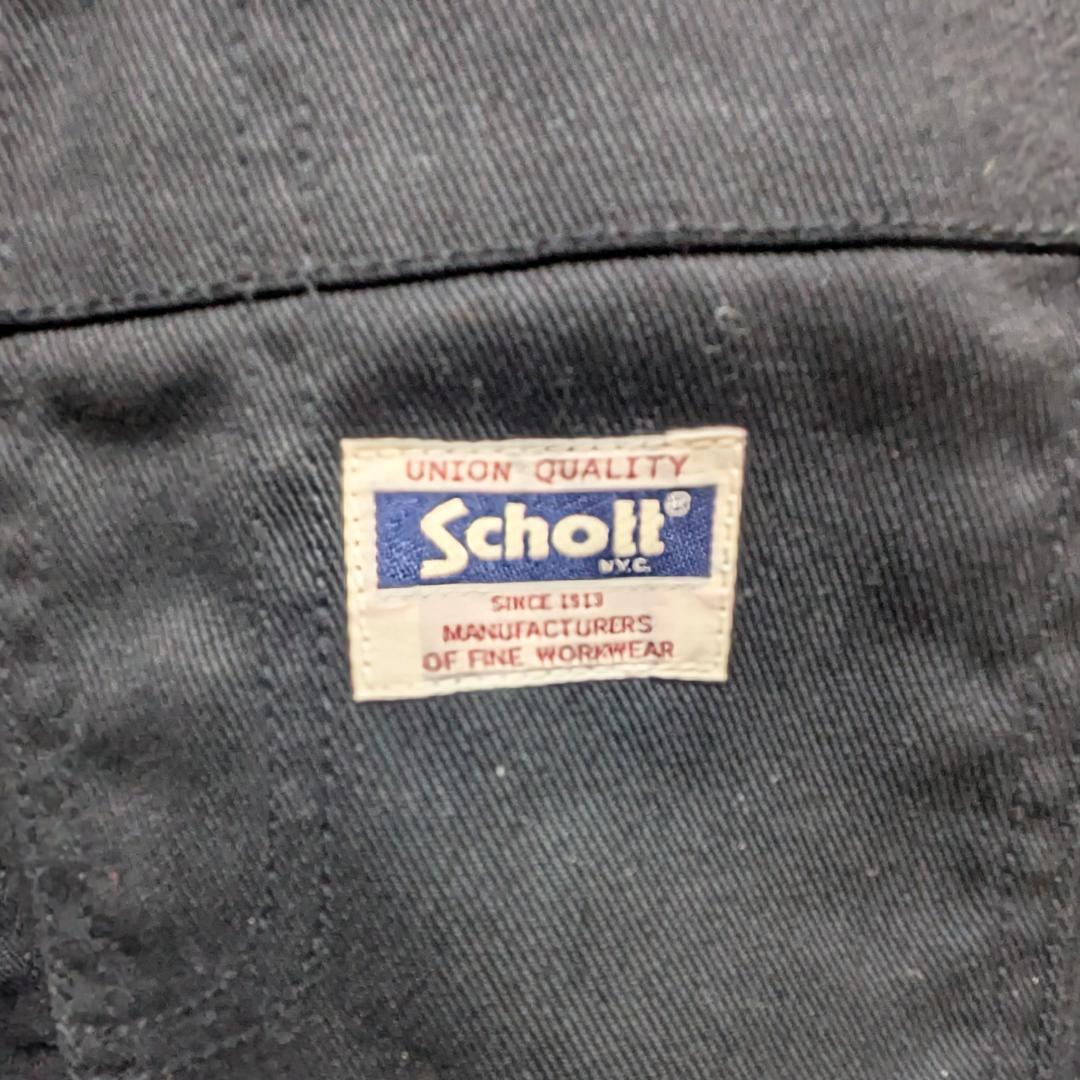 UNION QUALITY
Schott®
N.Y.C.
SINCE 1913
MANUFACTURERS
OF FINE WORKWEAR